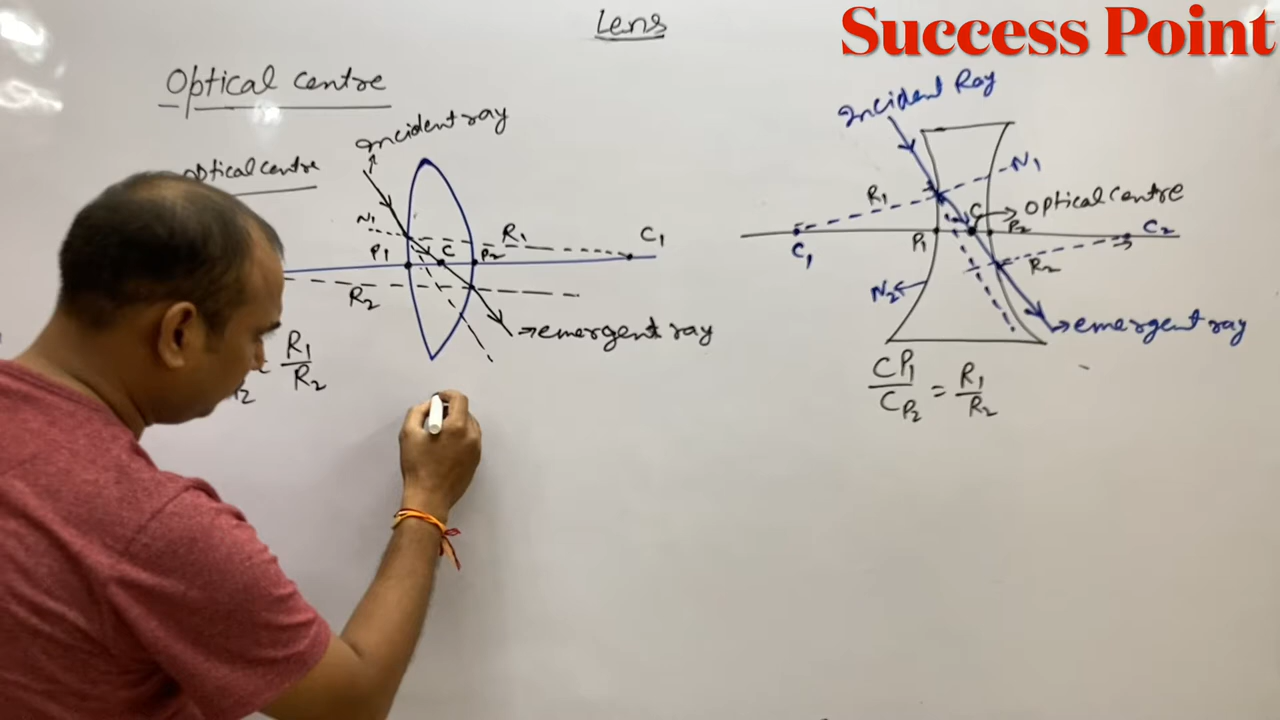 Lens
Success Point
Optical centre
optical centre
Incident ray
N1
P1
C
P2
R1
C1
R2
→emergent ray
R1
P2
R2
Incident Ray
N1
R1
C
→Optical centre
C1
P1
P2
C2
R2
N2
→emergent ray
CP1
CP2
=
R1
R2